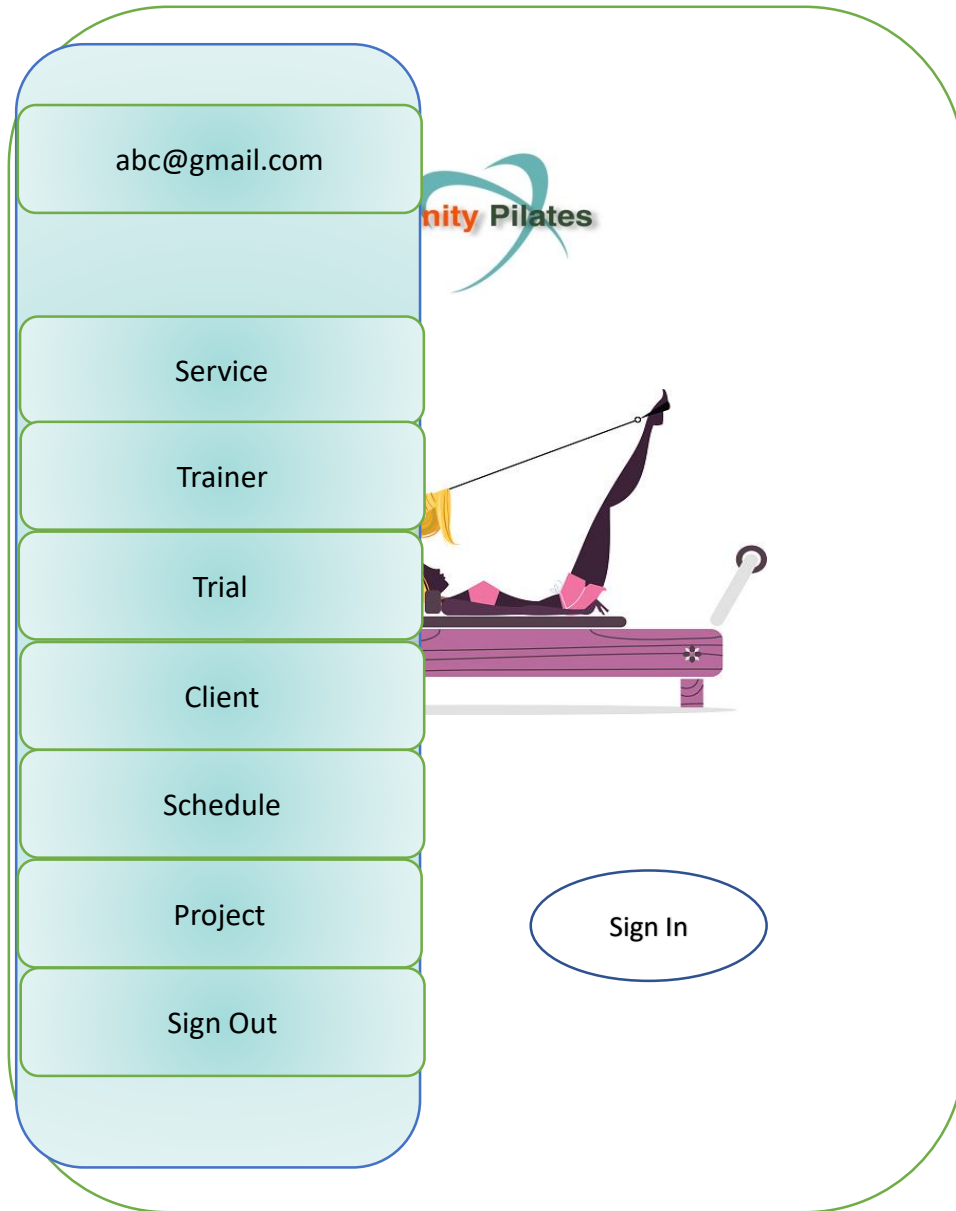 abc@gmail.com
nity Pilates
Service
Trainer
Trial
Client
Schedule
Project
Sign In
Sign Out